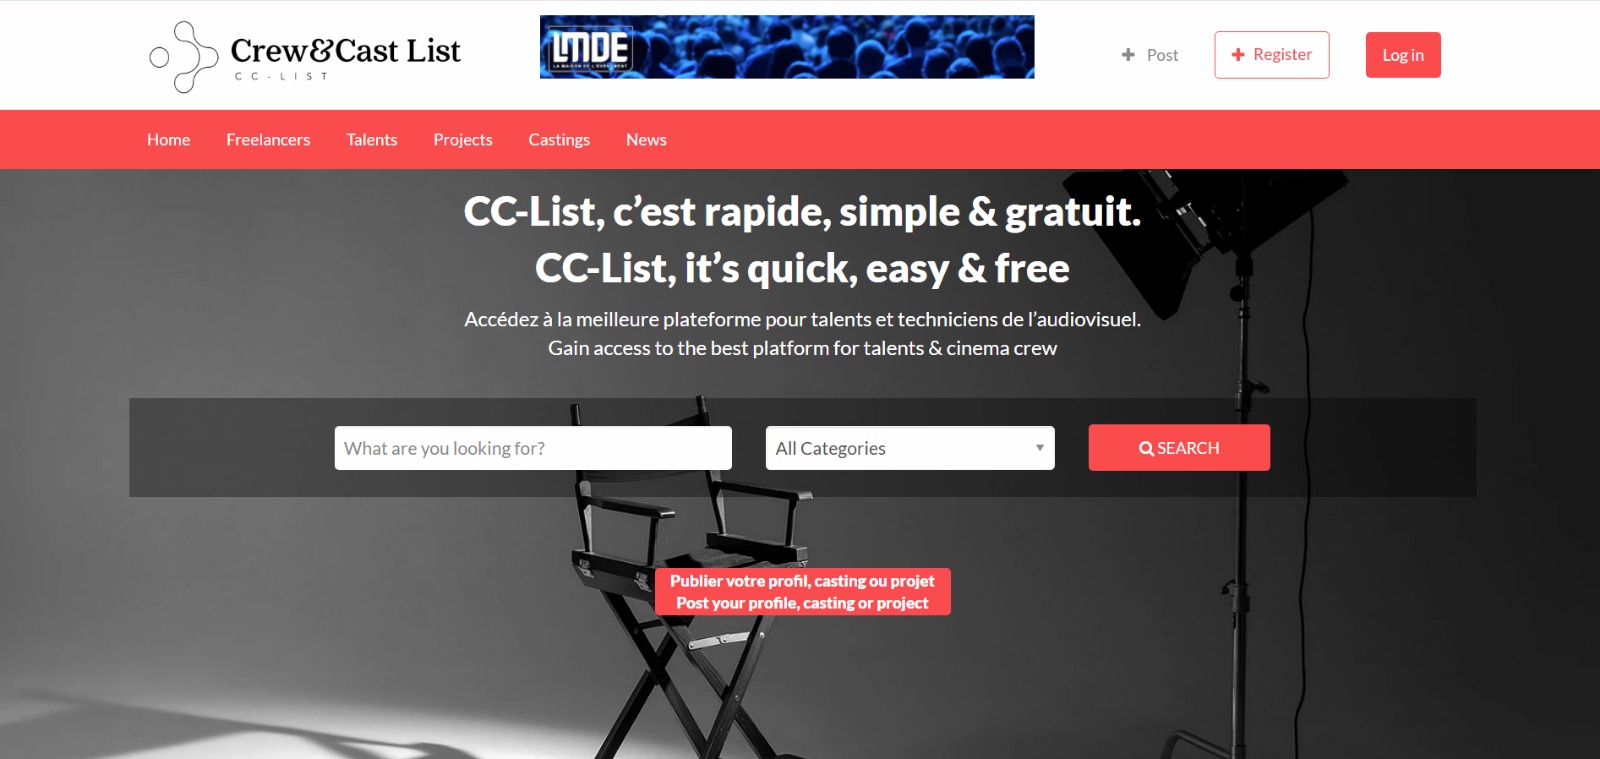 Crew&Cast List
CC-LIST
LMDE
LA MAISON DE L'ÉVÈNEMENT
Post
Register
Log in
Home
Freelancers
Talents
Projects
Castings
News
CC-List, c’est rapide, simple & gratuit.
CC-List, it’s quick, easy & free
Accédez à la meilleure plateforme pour talents et techniciens de l’audiovisuel.
Gain access to the best platform for talents & cinema crew
What are you looking for?
All Categories
SEARCH
Publier votre profil, casting ou projet
Post your profile, casting or project